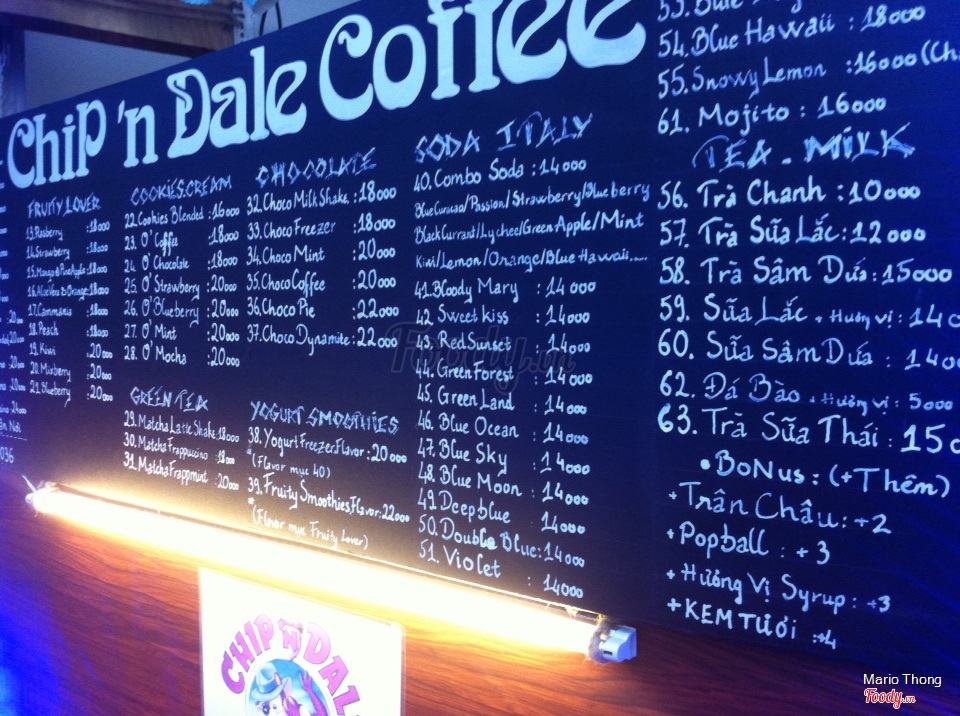 Chip 'n Dale Coffee
FRUITY LOVER
13.Rasberry :18000
14.Strawberry :18000
15.Mango & PineApple :18000
16.AloeVera & Orange:18000
17.Cammania :18000
18.Peach :18000
19.Kiwi :20000
20.Mixberry :20000
21.Blueberry :20000
COOKIES.CREAM
22.Cookies Blended :16000
23. O' Coffee :18000
24. O' Chocolate :18000
25. O' Strawberry :20000
26. O' Blueberry :20000
27. O' Mint :20000
28. O' Mocha :20000
GREEN TEA
29.Matcha Latte Shake:18000
30.Matcha Frappuccino :18000
31.Matcha Frappmint :20000
CHOCOLATE
32.Choco Milk Shake :18000
33.Choco Freezer :18000
34.Choco Mint :20000
35.Choco Coffee :20000
36.Choco Pie :22000
37.Choco Dynamite :22000
YOGURT SMOOTHIES
38.Yogurt Freezer Flavor :20000
*(Flavor mục 40)
39.Fruity Smoothies Flavor:22000
*(Flavor mục Fruity Lover)
SODA ITALY
40.Combo Soda :14000
Blue Curacao/Passion/Strawberry/Blueberry
Black Currant/Lychee/Green Apple/Mint
Kiwi/Lemon/Orange/Blue Hawaii.....
41.Bloody Mary : 14000
42 Sweet kiss : 14000
43.Red Sunset : 14000
44.Green Forest : 14000
45.Green Land : 14000
46.Blue Ocean : 14000
47.Blue Sky : 14000
48.Blue Moon : 14000
49 Deepblue : 14000
50.Double Blue:14000
51.Violet : 14000
53.Blue
54.Blue Hawaii : 18000
55.Snowy Lemon :16000
61. Mojito : 16000
TEA - MILK
56. Trà Chanh :10000
57. Trà Sữa Lắc:12000
58. Trà Sâm Dứa:15000
59. Sữa Lắc + Hương vị:
60. Sữa Sâm Dứa :
62. Đá Bào + Hương vị: 5000
63. Trà Sữa Thái :
• BoNus : (+Thêm)
+Trân Châu: +2
+Popball : +3
+Hương Vị Syrup: +3
+KEM TƯƠI :+4
Foody.vn
CHIP 'N DAL
Mario Thong
Foody.vn